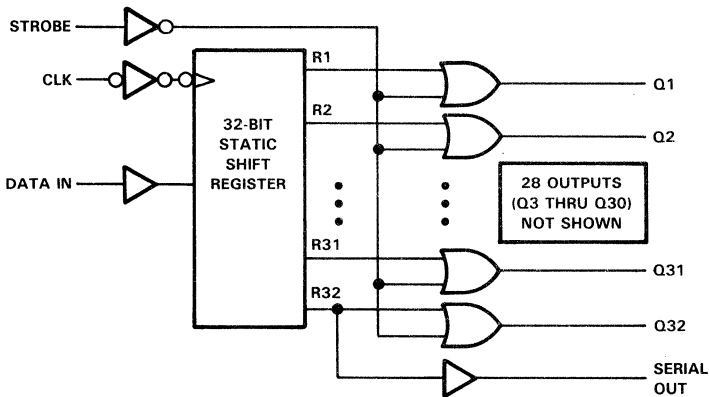 STROBE
CLK
DATA IN
32-BIT
STATIC
SHIFT
REGISTER
R1
R2
R31
R32
Q1
Q2
28 OUTPUTS
(Q3 THRU Q30)
NOT SHOWN
Q31
Q32
SERIAL
OUT